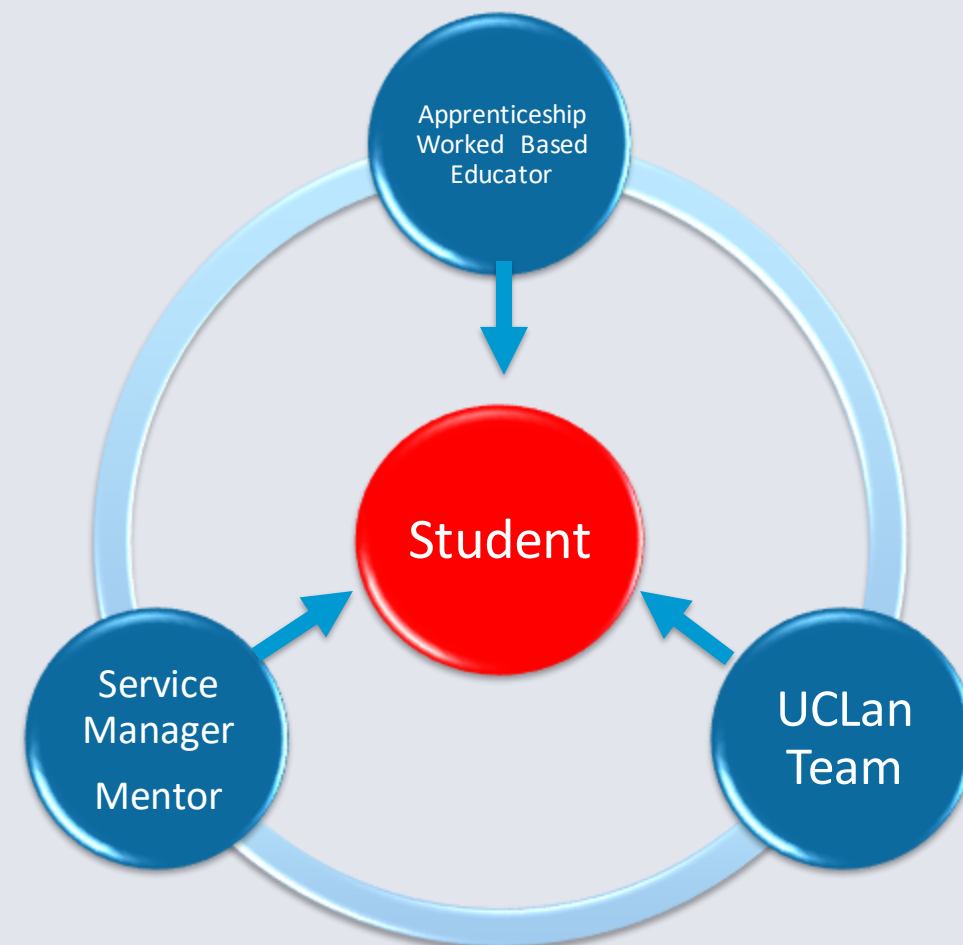 Apprenticeship
Worked Based
Educator
Student
Service
Manager
Mentor
UCLan
Team